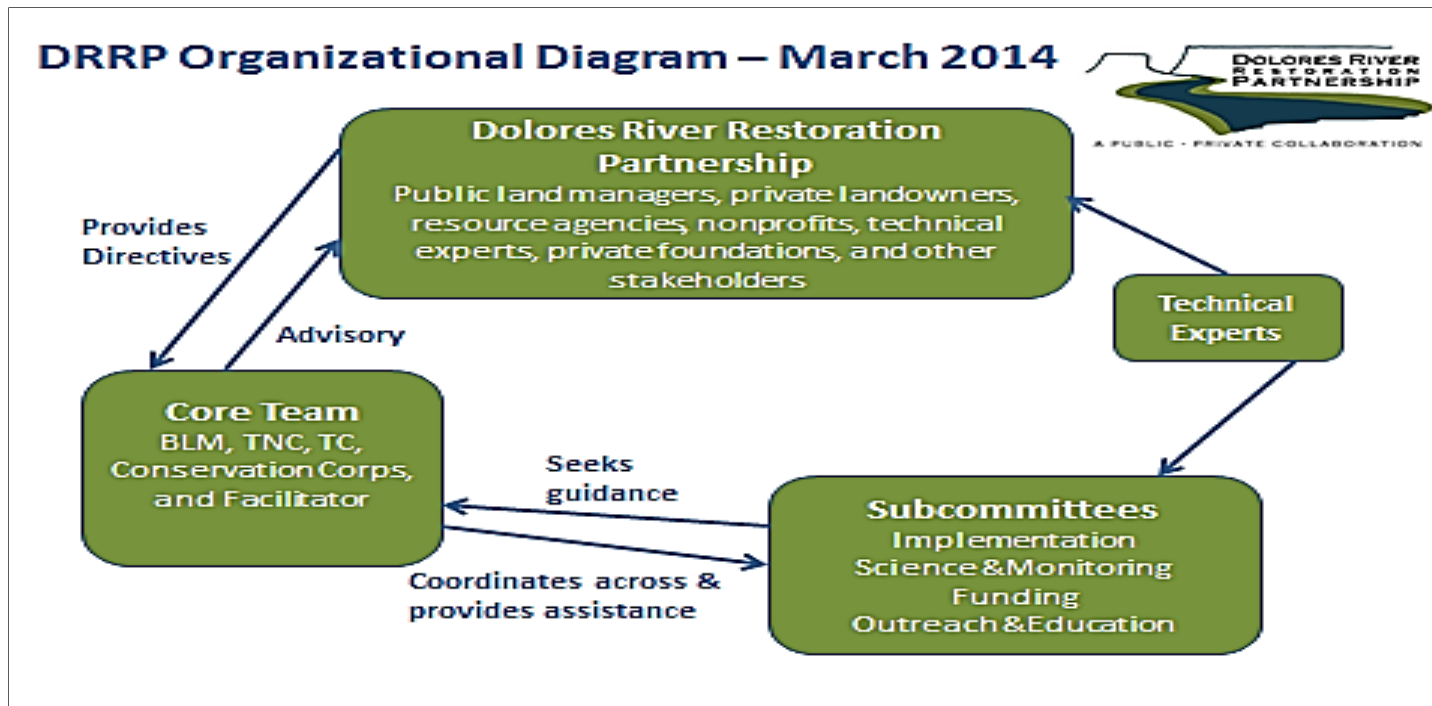 DRRP Organizational Diagram – March 2014
DOLORES RIVER
RESTORATION
PARTNERSHIP
A PUBLIC - PRIVATE COLLABORATION
Dolores River Restoration
Partnership
Public land managers, private landowners,
resource agencies, nonprofits, technical
experts, private foundations, and other
stakeholders
Provides
Directives
Advisory
Technical
Experts
Core Team
BLM, TNC, TC,
Conservation Corps,
and Facilitator
Seeks
guidance
Coordinates across &
provides assistance
Subcommittees
Implementation
Science & Monitoring
Funding
Outreach & Education